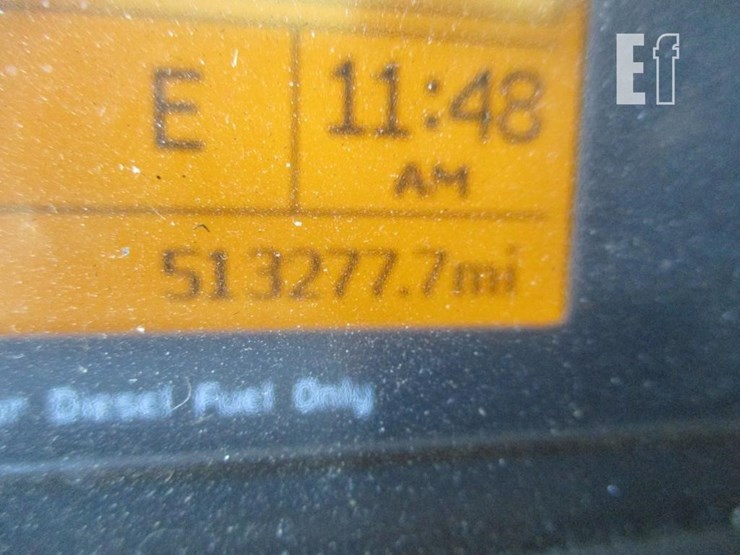 Ef
E 11:48
AM
513277.7mi
Diesel Fuel Only